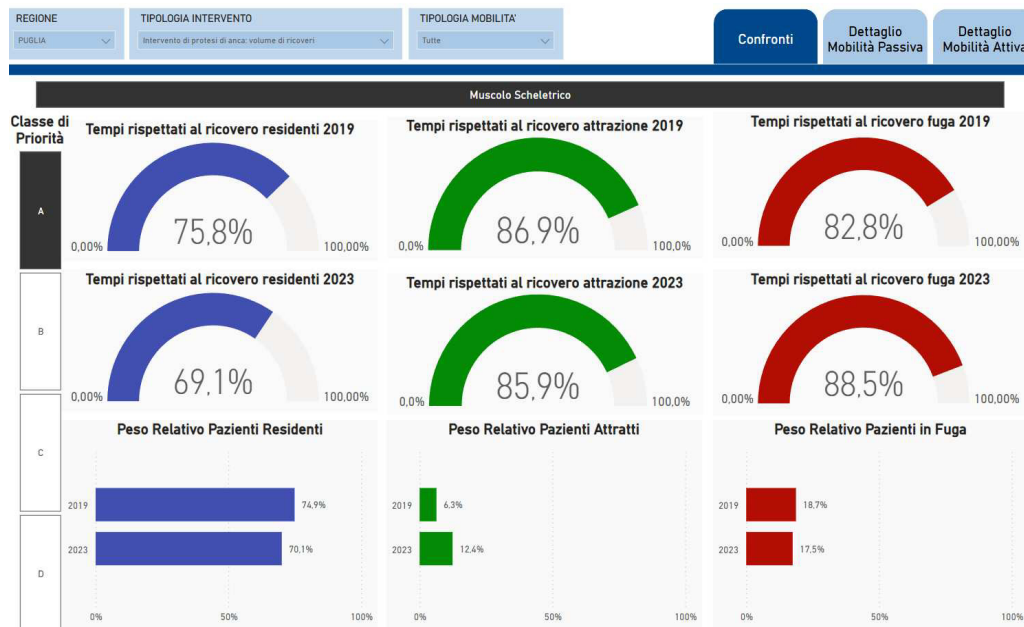 REGIONE
PUGLIA
TIPOLOGIA INTERVENTO
Intervento di protesi di anca: volume di ricoveri
TIPOLOGIA MOBILITA'
Tutte
Confronti
Dettaglio
Mobilità Passiva
Dettaglio
Mobilità Attiva
Muscolo Scheletrico
Classe di
Priorità
A
B
C
D
Tempi rispettati al ricovero residenti 2019
75,8%
0,00%
100,00%
Tempi rispettati al ricovero attrazione 2019
86,9%
0,0%
100,0%
Tempi rispettati al ricovero fuga 2019
82,8%
0,00%
100,00%
Tempi rispettati al ricovero residenti 2023
69,1%
0,00%
100,00%
Tempi rispettati al ricovero attrazione 2023
85,9%
0,0%
100,0%
Tempi rispettati al ricovero fuga 2023
88,5%
0,00%
100,00%
Peso Relativo Pazienti Residenti
2019 74,9%
2023 70,1%
0% 50% 100%
Peso Relativo Pazienti Attratti
2019 6.3%
2023 12.4%
0% 50% 100%
Peso Relativo Pazienti in Fuga
2019 18,7%
2023 17,5%
0% 50% 100%